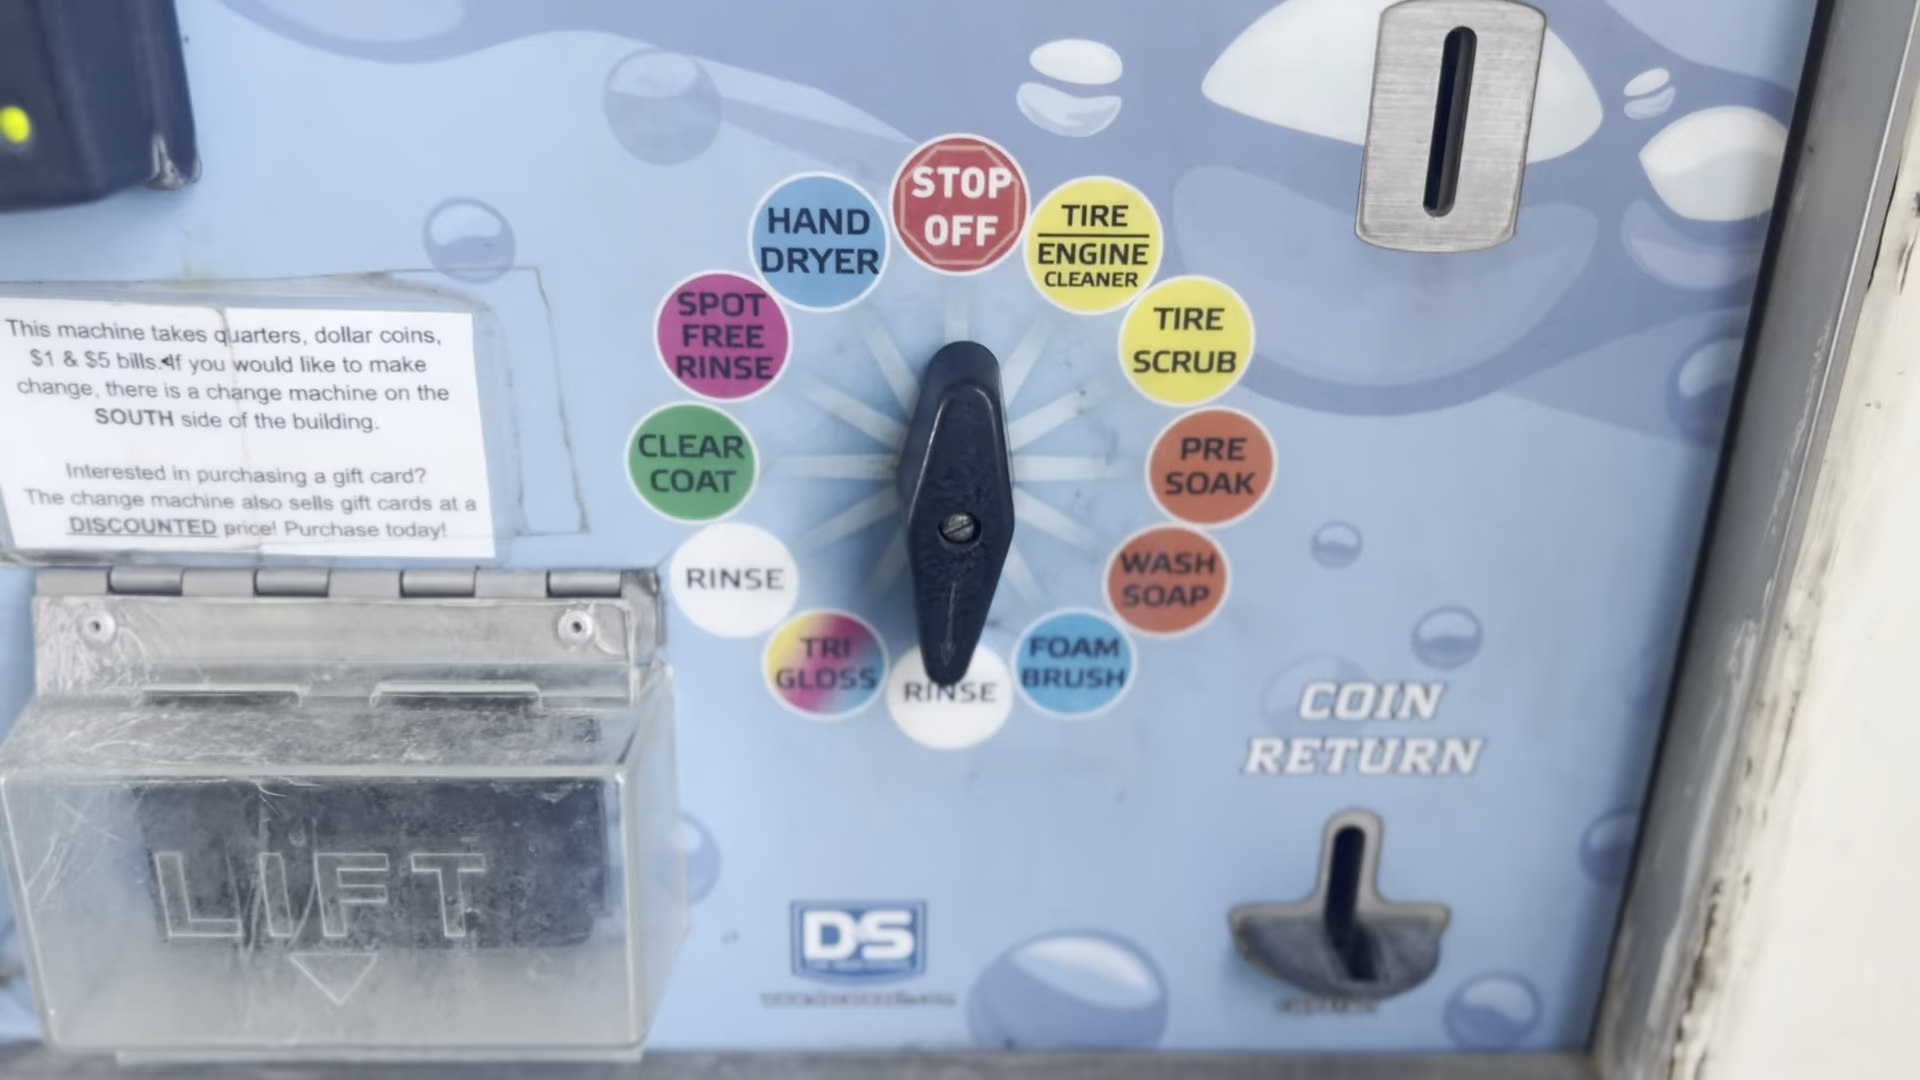 STOP
OFF
HAND
DRYER
TIRE
ENGINE
CLEANER
SPOT
FREE
RINSE
TIRE
SCRUB
CLEAR
COAT
PRE
SOAK
RINSE
WASH
SOAP
TRI
GLOSS
RINSE
FOAM
BRUSH
This machine takes quarters, dollar coins,
$1 & $5 bills. If you would like to make
change, there is a change machine on the
SOUTH side of the building.
Interested in purchasing a gift card?
The change machine also sells gift cards at a
DISCOUNTED price! Purchase today!
LIFT
COIN
RETURN
DS